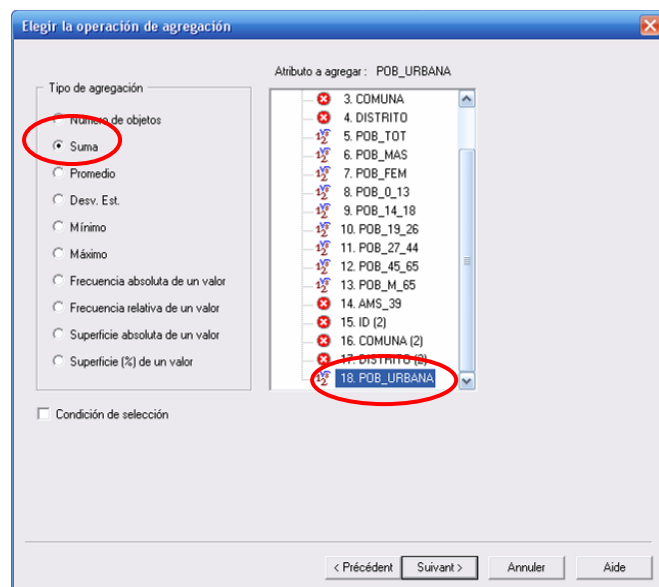 Elegir la operación de agregación
Atributo a agregar : POB_URBANA
Tipo de agregación
Número de objetos
Suma
Promedio
Desv. Est.
Mínimo
Máximo
Frecuencia absoluta de un valor
Frecuencia relativa de un valor
Superficie absoluta de un valor
Superficie (%) de un valor
Condición de selección
3. COMUNA
4. DISTRITO
5. POB_TOT
6. POB_MAS
7. POB_FEM
8. POB_0_13
9. POB_14_18
10. POB_19_26
11. POB_27_44
12. POB_45_65
13. POB_M_65
14. AMS_39
15. ID (2)
16. COMUNA (2)
17. DISTRITO (2)
18. POB_URBANA
< Précédent Suivant > Annuler Aide